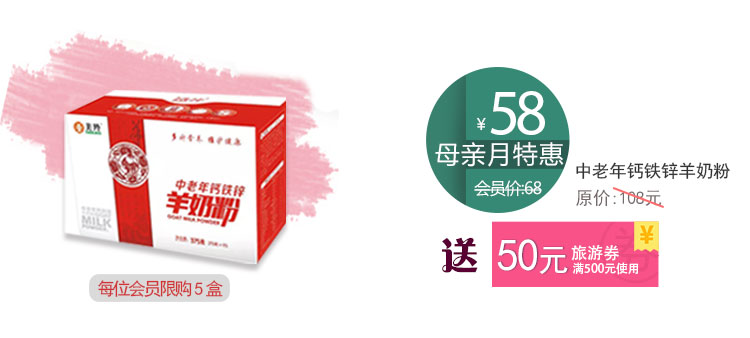 中老年钙铁锌
羊奶粉
GOAT MILK POWDER
MILK
POWDER
每位会员限购5盒
¥58
母亲月特惠
会员价:68
中老年钙铁锌羊奶粉
原价:108元
送
50元 旅游券
满500元使用
¥
券